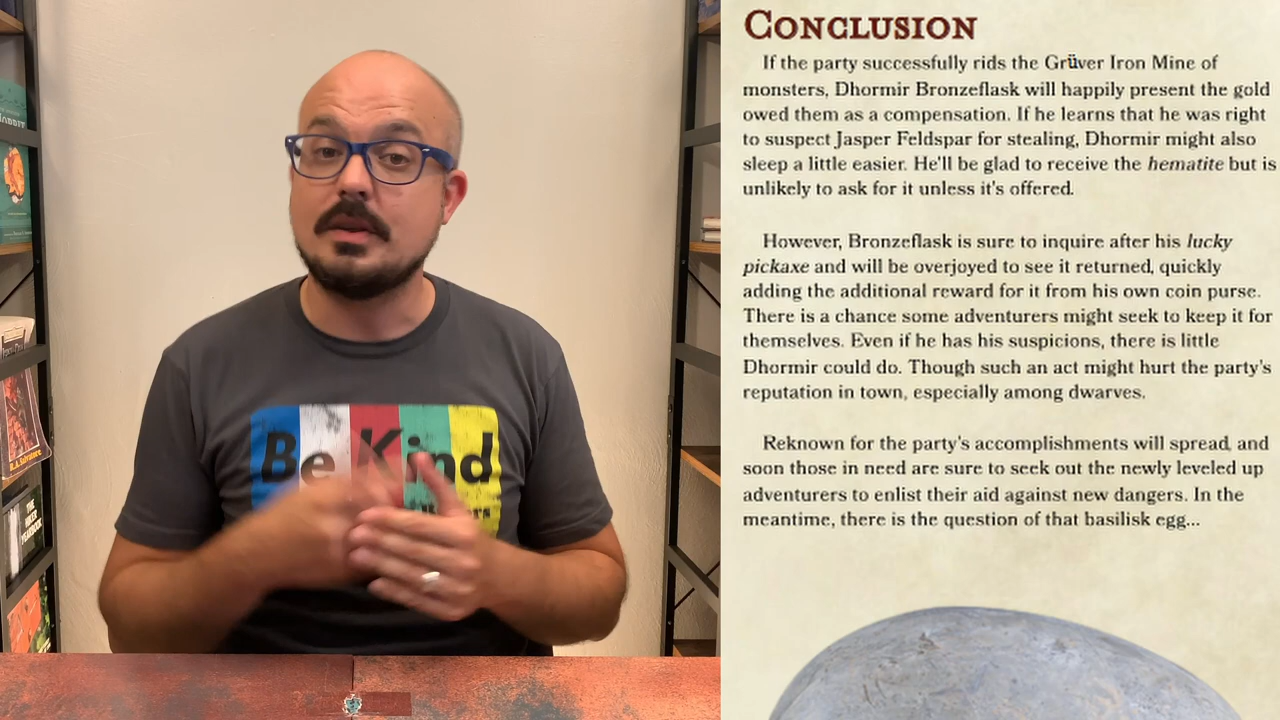 Conclusion
If the party successfully rids the Grüver Iron Mine of
monsters, Dhormir Bronzeflask will happily present the gold
owed them as a compensation. If he learns that he was right
to suspect Jasper Feldspar for stealing, Dhormir might also
sleep a little easier. He'll be glad to receive the hematite but is
unlikely to ask for it unless it's offered.
However, Bronzeflask is sure to inquire after his lucky
pickaxe and will be overjoyed to see it returned, quickly
adding the additional reward for it from his own coin purse.
There is a chance some adventurers might seek to keep it for
themselves. Even if he has his suspicions, there is little
Dhormir could do. Though such an act might hurt the party's
reputation in town, especially among dwarves.
Reknown for the party's accomplishments will spread, and
soon those in need are sure to seek out the newly leveled up
adventurers to enlist their aid against new dangers. In the
meantime, there is the question of that basilisk egg...
Be Kind
R.A. Salvatore
THE
YEARBOOK